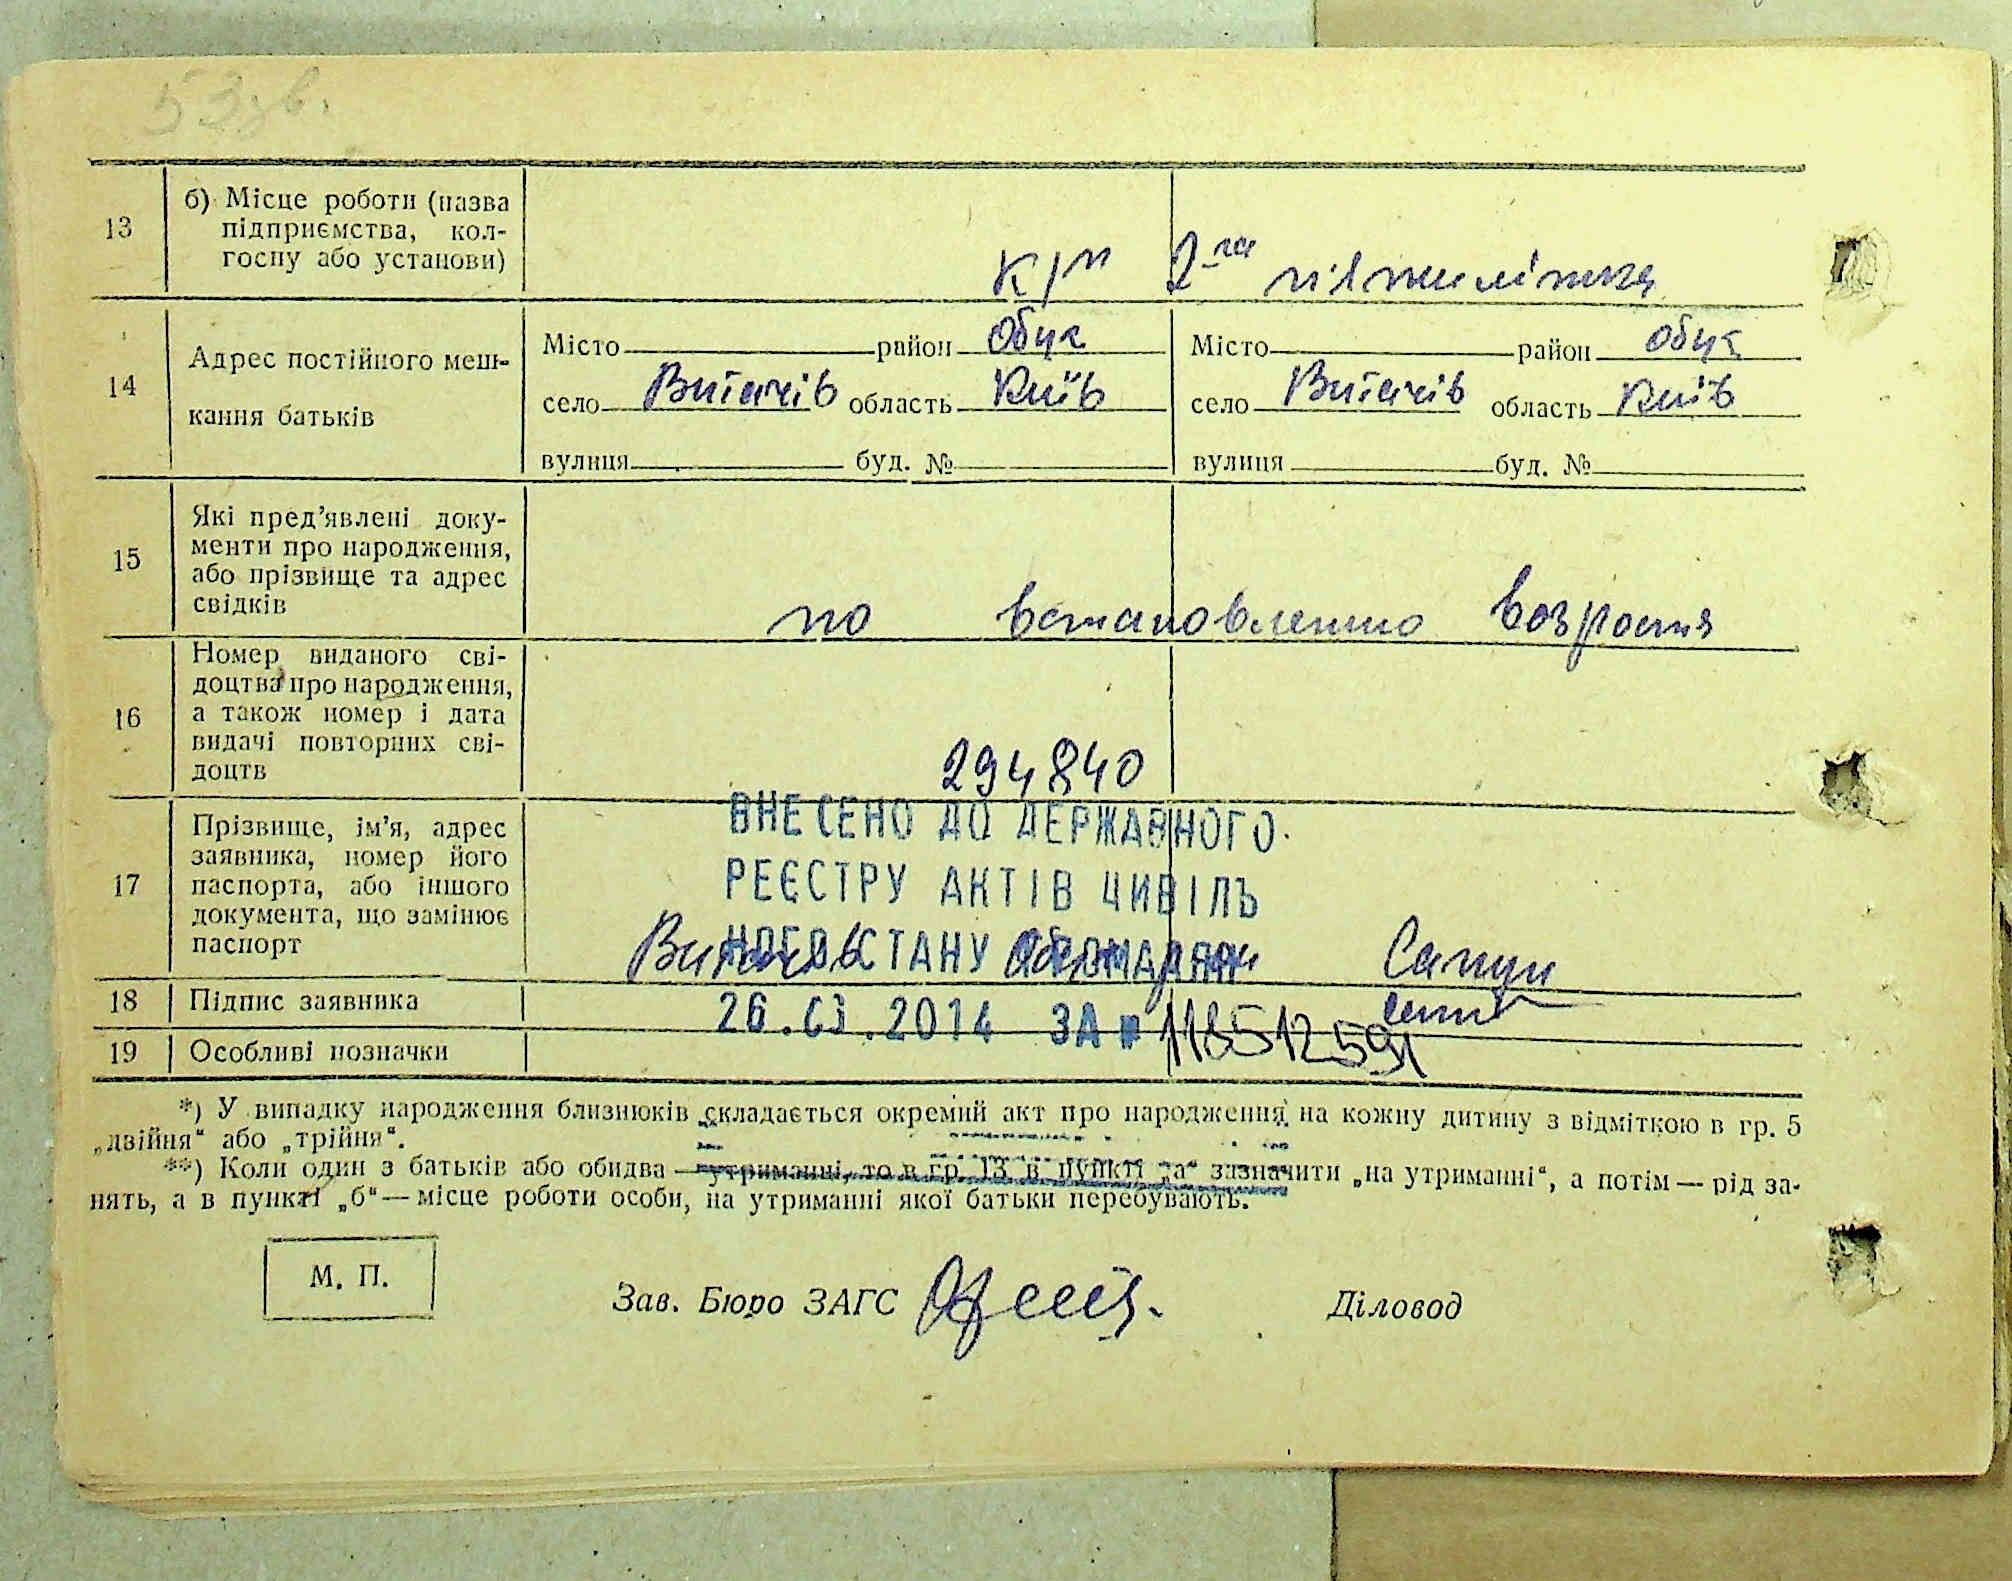 53зв.
13 б) Місце роботи (назва
підприємства, кол-
госпу або установи)
к/г 2га п'ятилітка
14 Адрес постійного меш-
кання батьків
Місто район Обух Місто район Обух
село Витачів область Київ село Витачів область Київ
вулиця буд. № вулиця буд. №
15 Які пред'явлені доку-
менти про народження,
або прізвище та адрес
свідків
по встановленню возроста
16 Номер виданого сві-
доцтва про народження,
а також номер і дата
видачі повторних сві-
доцтв
294840
17 Прізвище, ім'я, адрес
заявника, номер його
паспорта, або іншого
документа, що замінює
паспорт
ВНЕСЕНО ДО ДЕРЖАВНОГО
РЕЄСТРУ АКТІВ ЦИВІЛЬ
НОГО СТАНУ ГРОМАДЯН
Витачів
18 Підпис заявника
26. 03 .2014 ЗА № 11851259
19 Особливі позначки
*) У випадку народження близнюків складається окремий акт про народження на кожну дитину з відміткою в гр. 5
„двійня“ або „трійня“.
**) Коли один з батьків або обидва — утриманні, то в гр. 13 в пункті „а“ зазначити „на утриманні“, а потім — рід за-
нять, а в пункті „б“ — місце роботи особи, на утриманні якої батьки перебувають.
М. П.
Зав. Бюро ЗАГС Діловод